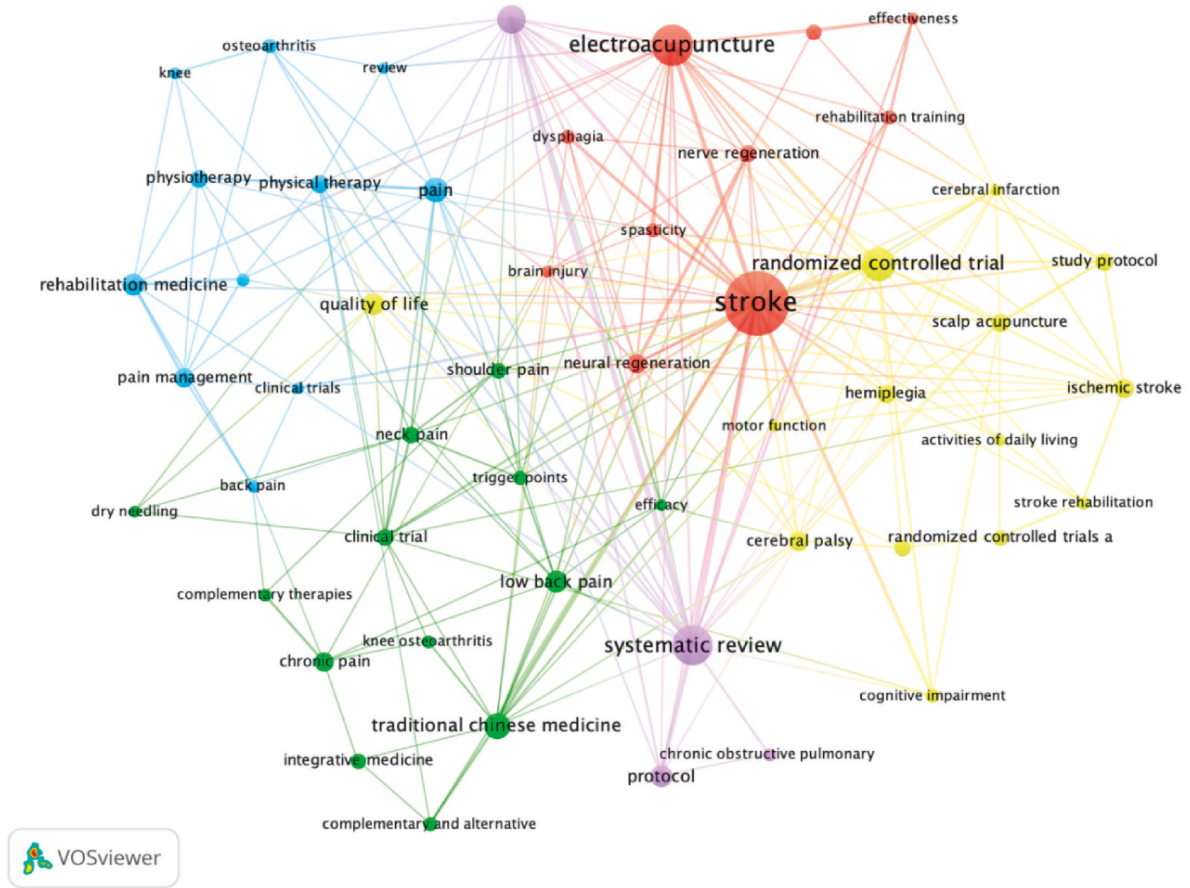 effectiveness
electroacupuncture
osteoarthritis
review
knee
rehabilitation training
dysphagia
nerve regeneration
physiotherapy
physical therapy
pain
cerebral infarction
spasticity
randomized controlled trial
study protocol
brain injury
rehabilitation medicine
quality of life
stroke
scalp acupuncture
shoulder pain
neural regeneration
pain management
clinical trials
hemiplegia
ischemic stroke
motor function
neck pain
activities of daily living
trigger points
back pain
efficacy
stroke rehabilitation
dry needling
clinical trial
cerebral palsy
randomized controlled trials a
low back pain
complementary therapies
knee osteoarthritis
systematic review
chronic pain
cognitive impairment
traditional chinese medicine
integrative medicine
chronic obstructive pulmonary
protocol
complementary and alternative
VOSviewer